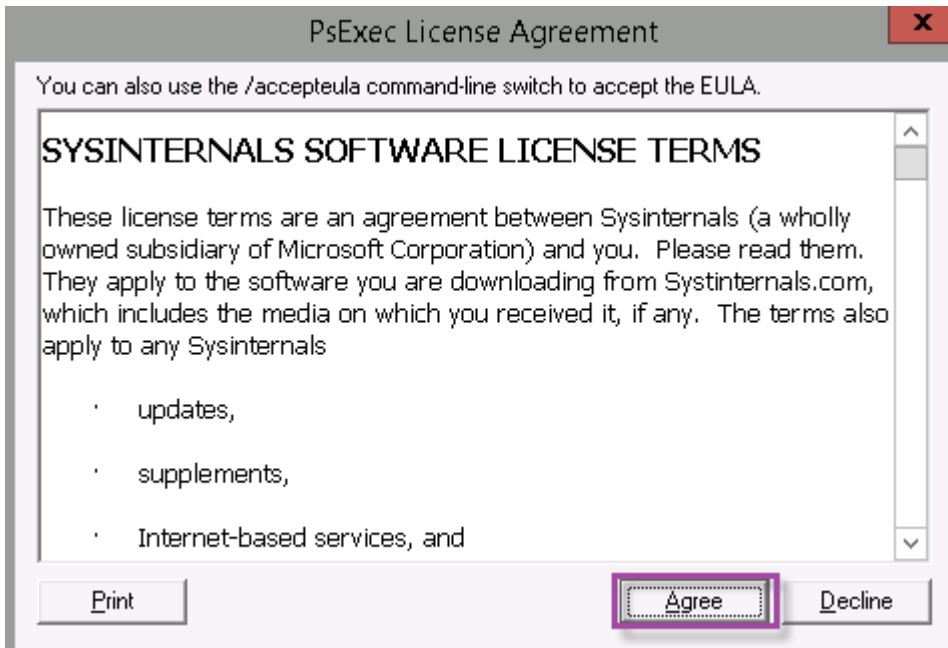 PsExec License Agreement
x
You can also use the /accepteula command-line switch to accept the EULA.
SYSINTERNALS SOFTWARE LICENSE TERMS
These license terms are an agreement between Sysinternals (a wholly
owned subsidiary of Microsoft Corporation) and you.  Please read them.
They apply to the software you are downloading from Systinternals.com,
which includes the media on which you received it, if any.  The terms also
apply to any Sysinternals
· updates,
· supplements,
· Internet-based services, and
Print Agree Decline